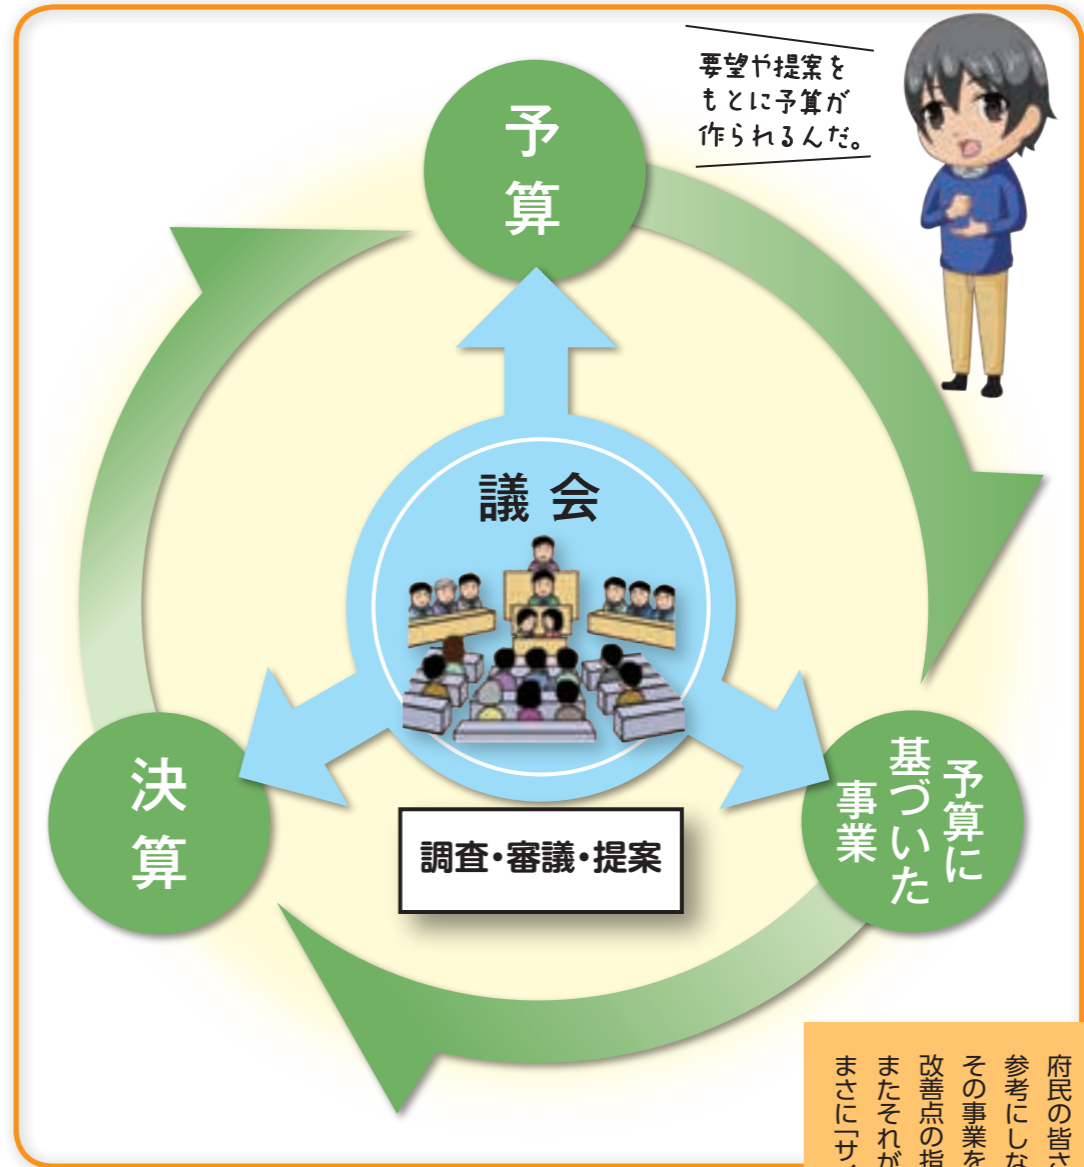 要望や提案を
もとに予算が
作られるんだ。
予算
議会
予算に
基づいた
事業
決算
調査・審議・提案
府民の皆さ
参考にしな
その事業を
改善点の指
またそれが
まさに「サイ